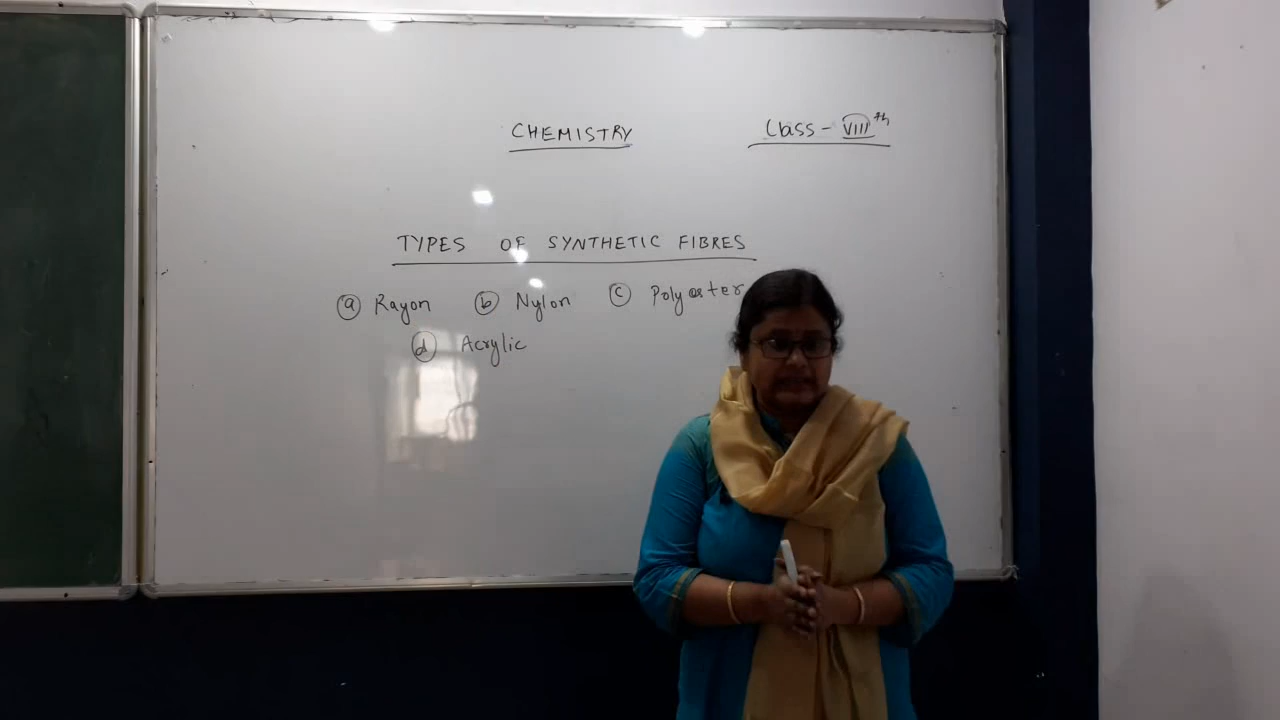 CHEMISTRY Class - VIIIth
TYPES OF SYNTHETIC FIBRES
(a) Rayon (b) Nylon (c) Polyester
(d) Acrylic